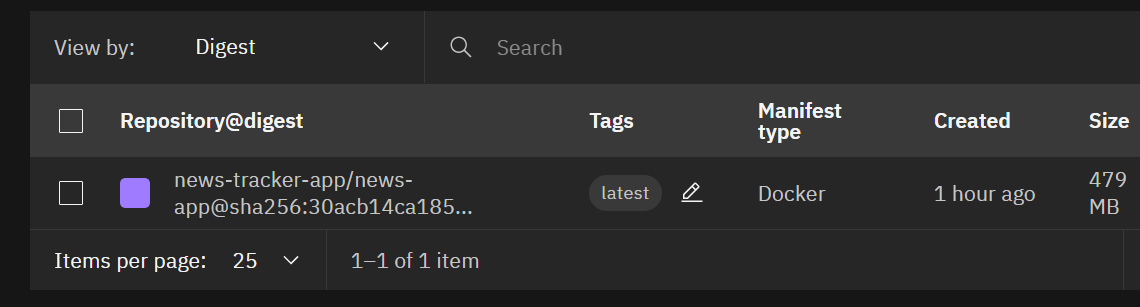 View by: Digest Search
Repository@digest Tags Manifest type Created Size
news-tracker-app/news-
app@sha256:30acb14ca185... latest Docker 1 hour ago 479 MB
Items per page: 25 1–1 of 1 item